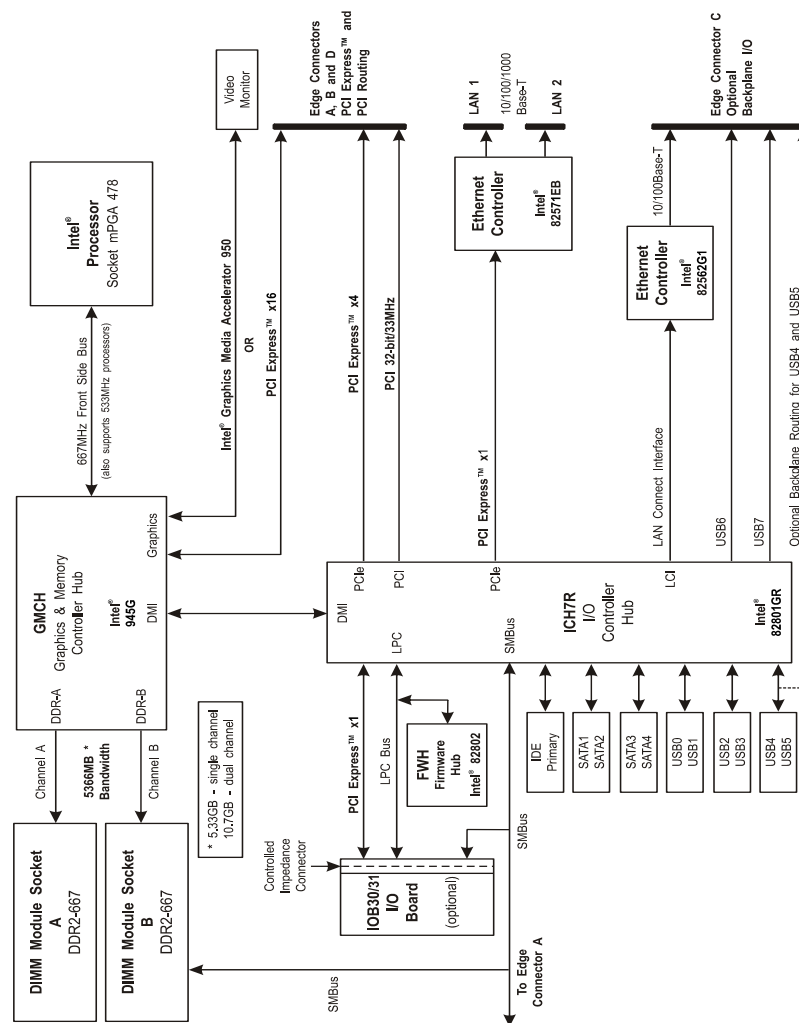 Intel®
Processor
Socket mPGA 478
667MHz Front Side Bus
(also supports 533MHz processors)
Video
Monitor
Intel® Graphics Media Accelerator 950
OR
PCI Express™ x16
Edge Connectors
A, B and D
PCI Express™ and
PCI Routing
GMCH
Graphics & Memory
Controller Hub
Intel®
945G
DDR-A
DDR-B
DMI
Graphics
Channel A
5366MB *
Bandwidth
Channel B
DIMM Module Socket
A
DDR2-667
DIMM Module Socket
B
DDR2-667
* 5.33GB - single channel
10.7GB - dual channel
PCI Express™ x4
PCI 32-bit/33MHz
LAN 1
10/100/1000
Base-T
LAN 2
Ethernet
Controller
Intel®
82571EB
PCI Express™ x1
Edge Connector C
Optional
Backplane I/O
10/100Base-T
Ethernet
Controller
Intel®
82562G1
LAN Connect Interface
USB6
USB7
Optional Backplane Routing for USB4 and USB5
DMI
PCIe
PCI
PCIe
LCI
LPC
SMBus
ICH7R
I/O
Controller
Hub
Intel®
82801GR
PCI Express™ x1
LPC Bus
FWH
Firmware
Hub
Intel® 82802
Controlled
Impedance
Connector
IOB30/31
I/O
Board
(optional)
SMBus
SMBus
To Edge
Connector A
IDE
Primary
SATA1
SATA2
SATA3
SATA4
USB0
USB1
USB2
USB3
USB4
USB5